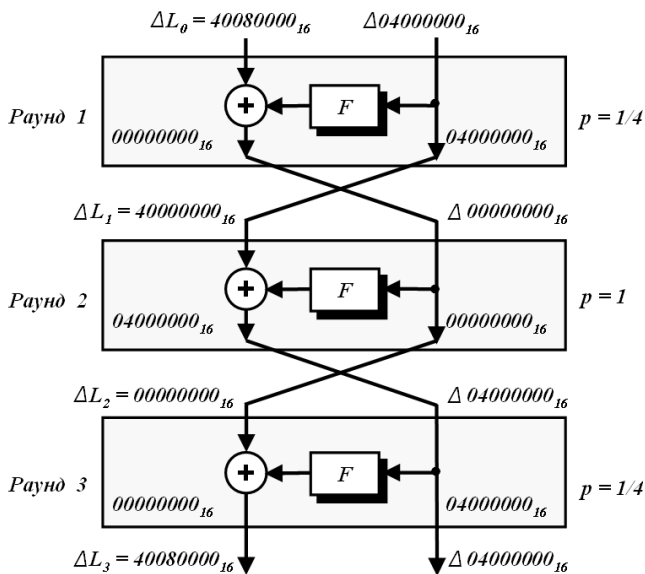 ΔL₀ = 40080000₁₆ Δ04000000₁₆
Раунд 1 F p = 1/4
00000000₁₆ 04000000₁₆
ΔL₁ = 40000000₁₆ Δ 00000000₁₆
Раунд 2 F p = 1
04000000₁₆ 00000000₁₆
ΔL₂ = 00000000₁₆ Δ 04000000₁₆
Раунд 3 F p = 1/4
00000000₁₆ 04000000₁₆
ΔL₃ = 40080000₁₆ Δ 04000000₁₆